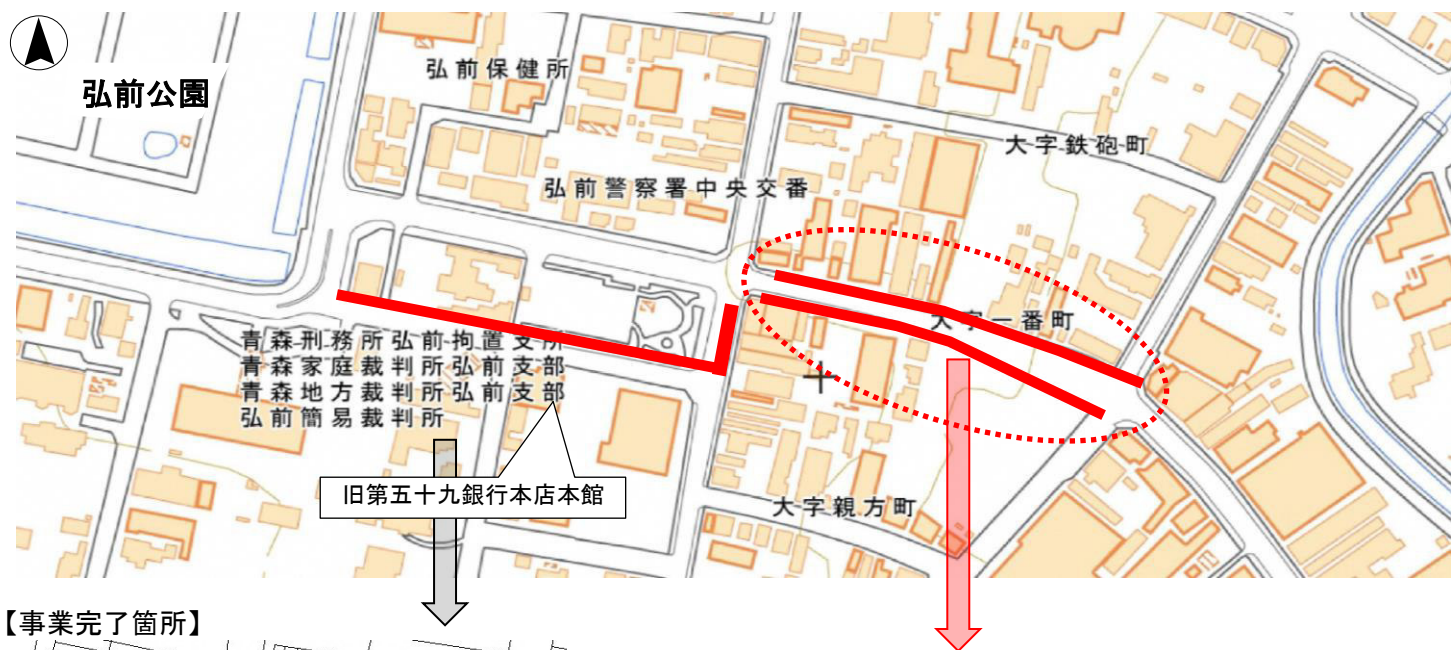 弘前公園
弘前保健所
大字鉄砲町
弘前警察署中央交番
大字一番町
青森刑務所弘前拘置支所
青森家庭裁判所弘前支部
青森地方裁判所弘前支部
弘前簡易裁判所
旧第五十九銀行本店本館
大字親方町
【事業完了箇所】